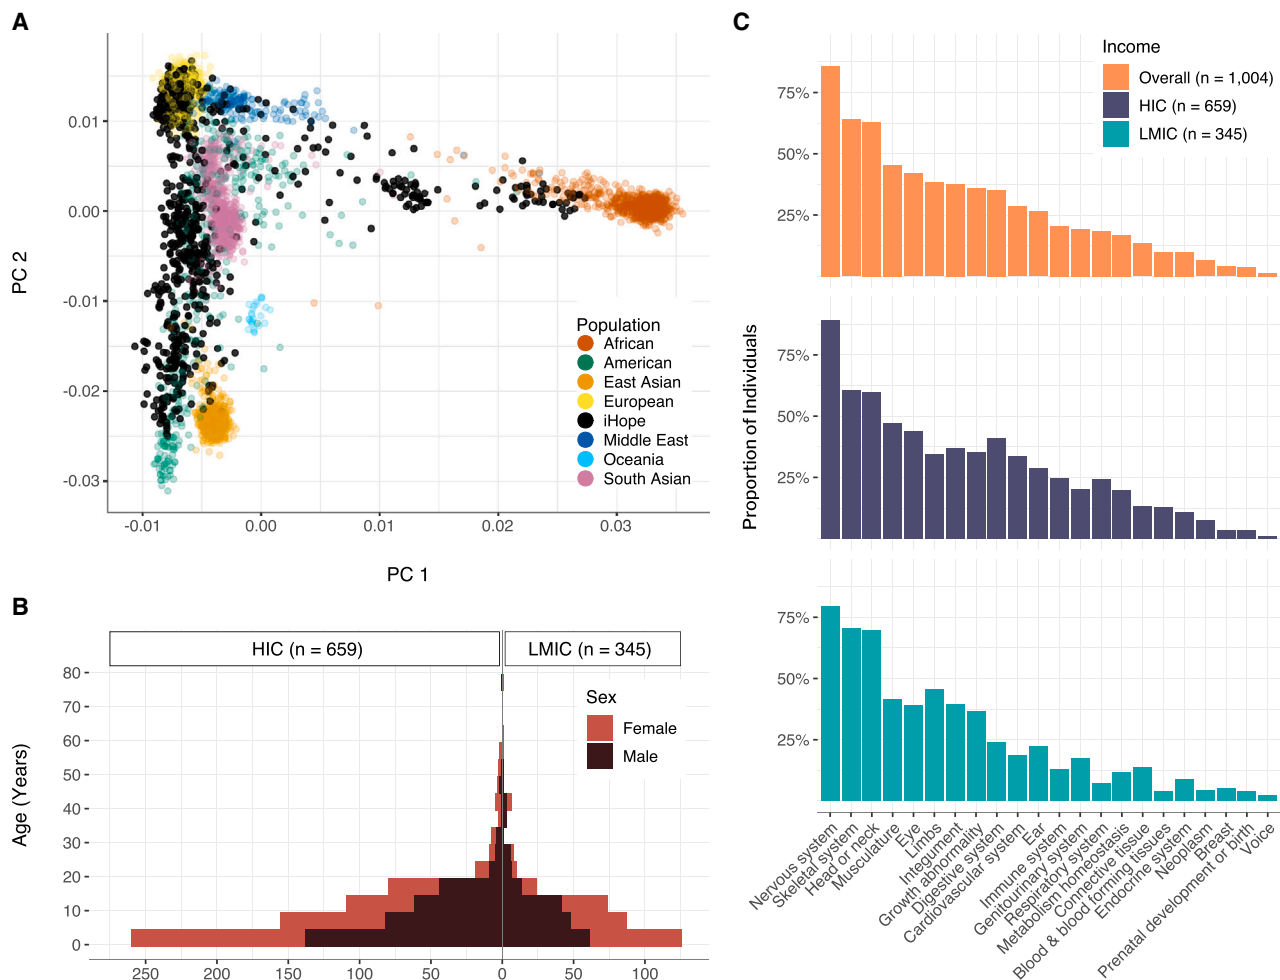 A
PC 2
0.01
0.00
-0.01
-0.02
-0.03
-0.01
0.00
0.01
0.02
0.03
PC 1
Population
African
American
East Asian
European
iHope
Middle East
Oceania
South Asian
B
HIC (n = 659)
LMIC (n = 345)
Age (Years)
80
70
60
50
40
30
20
10
0
Sex
Female
Male
250
200
150
100
50
0
50
100
C
Income
Overall (n = 1,004)
HIC (n = 659)
LMIC (n = 345)
Proportion of Individuals
75%
50%
25%
75%
50%
25%
75%
50%
25%
Nervous system
Skeletal system
Head or neck
Musculature
Eye
Limbs
Integument
Growth abnormality
Digestive system
Cardiovascular system
Ear
Immune system
Genitourinary system
Respiratory system
Metabolism homeostasis
Connective tissue
Blood & blood forming tissues
Endocrine system
Neoplasm
Breast
Prenatal development or birth
Voice